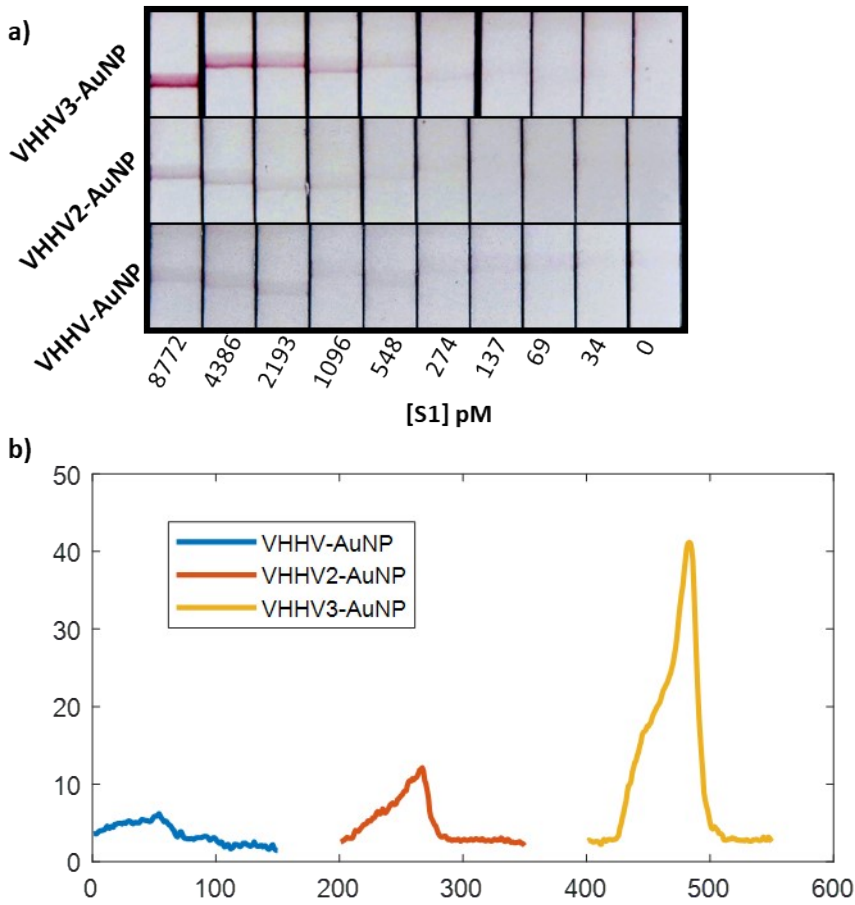 a)
VHHV3-AuNP
VHHV2-AuNP
VHHV-AuNP
8772
4386
2193
1096
548
274
137
69
34
0
[S1] pM
b)
50
40
30
20
10
0
VHHV-AuNP
VHHV2-AuNP
VHHV3-AuNP
0 100 200 300 400 500 600